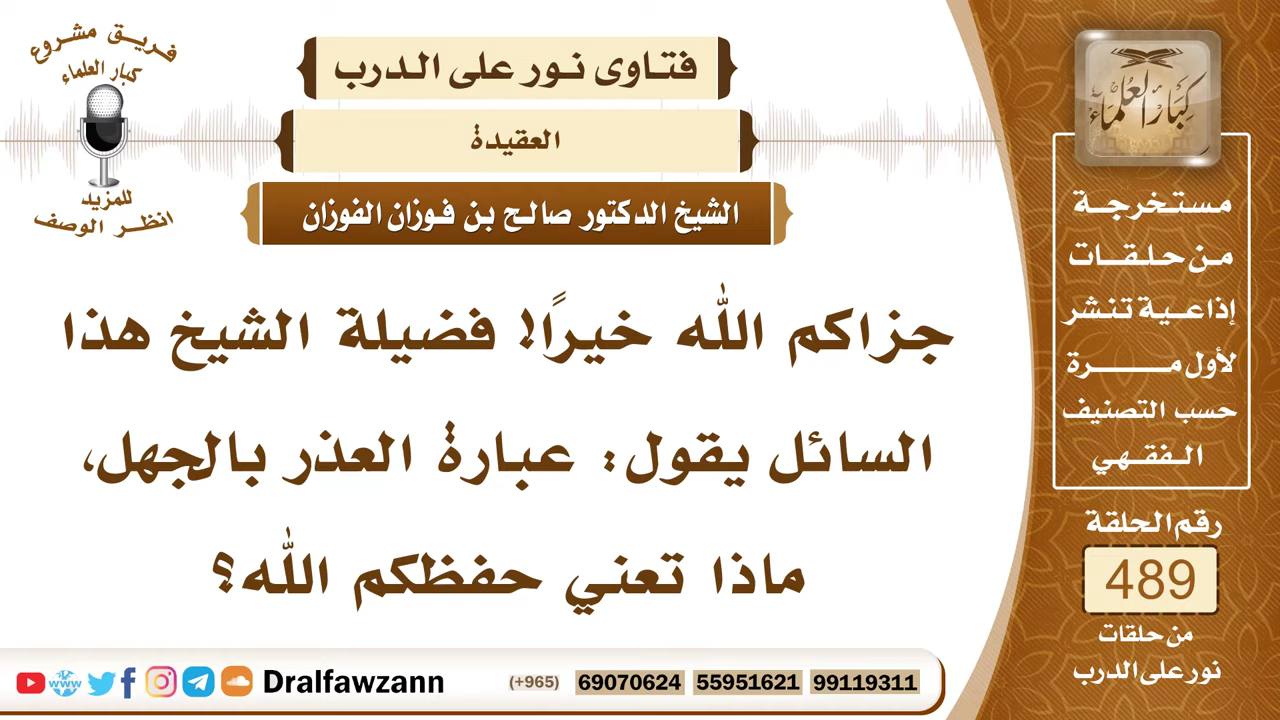 فريق مشروع
كبار العلماء
للمزيد
انظر الوصف
فتاوى نور على الدرب
العقيدة
الشيخ الدكتور صالح بن فوزان الفوزان
جزاكم الله خيرًا! فضيلة الشيخ هذا
السائل يقول: عبارة العذر بالجهل،
ماذا تعني حفظكم الله؟
كبار العلماء
مستخرجة
من حلقات
إذاعية تنشر
لأول مرة
حسب التصنيف
الفقهي
رقم الحلقة
489
من حلقات
نور على الدرب
www Dralfawzann (+965) 69070624 55951621 99119311